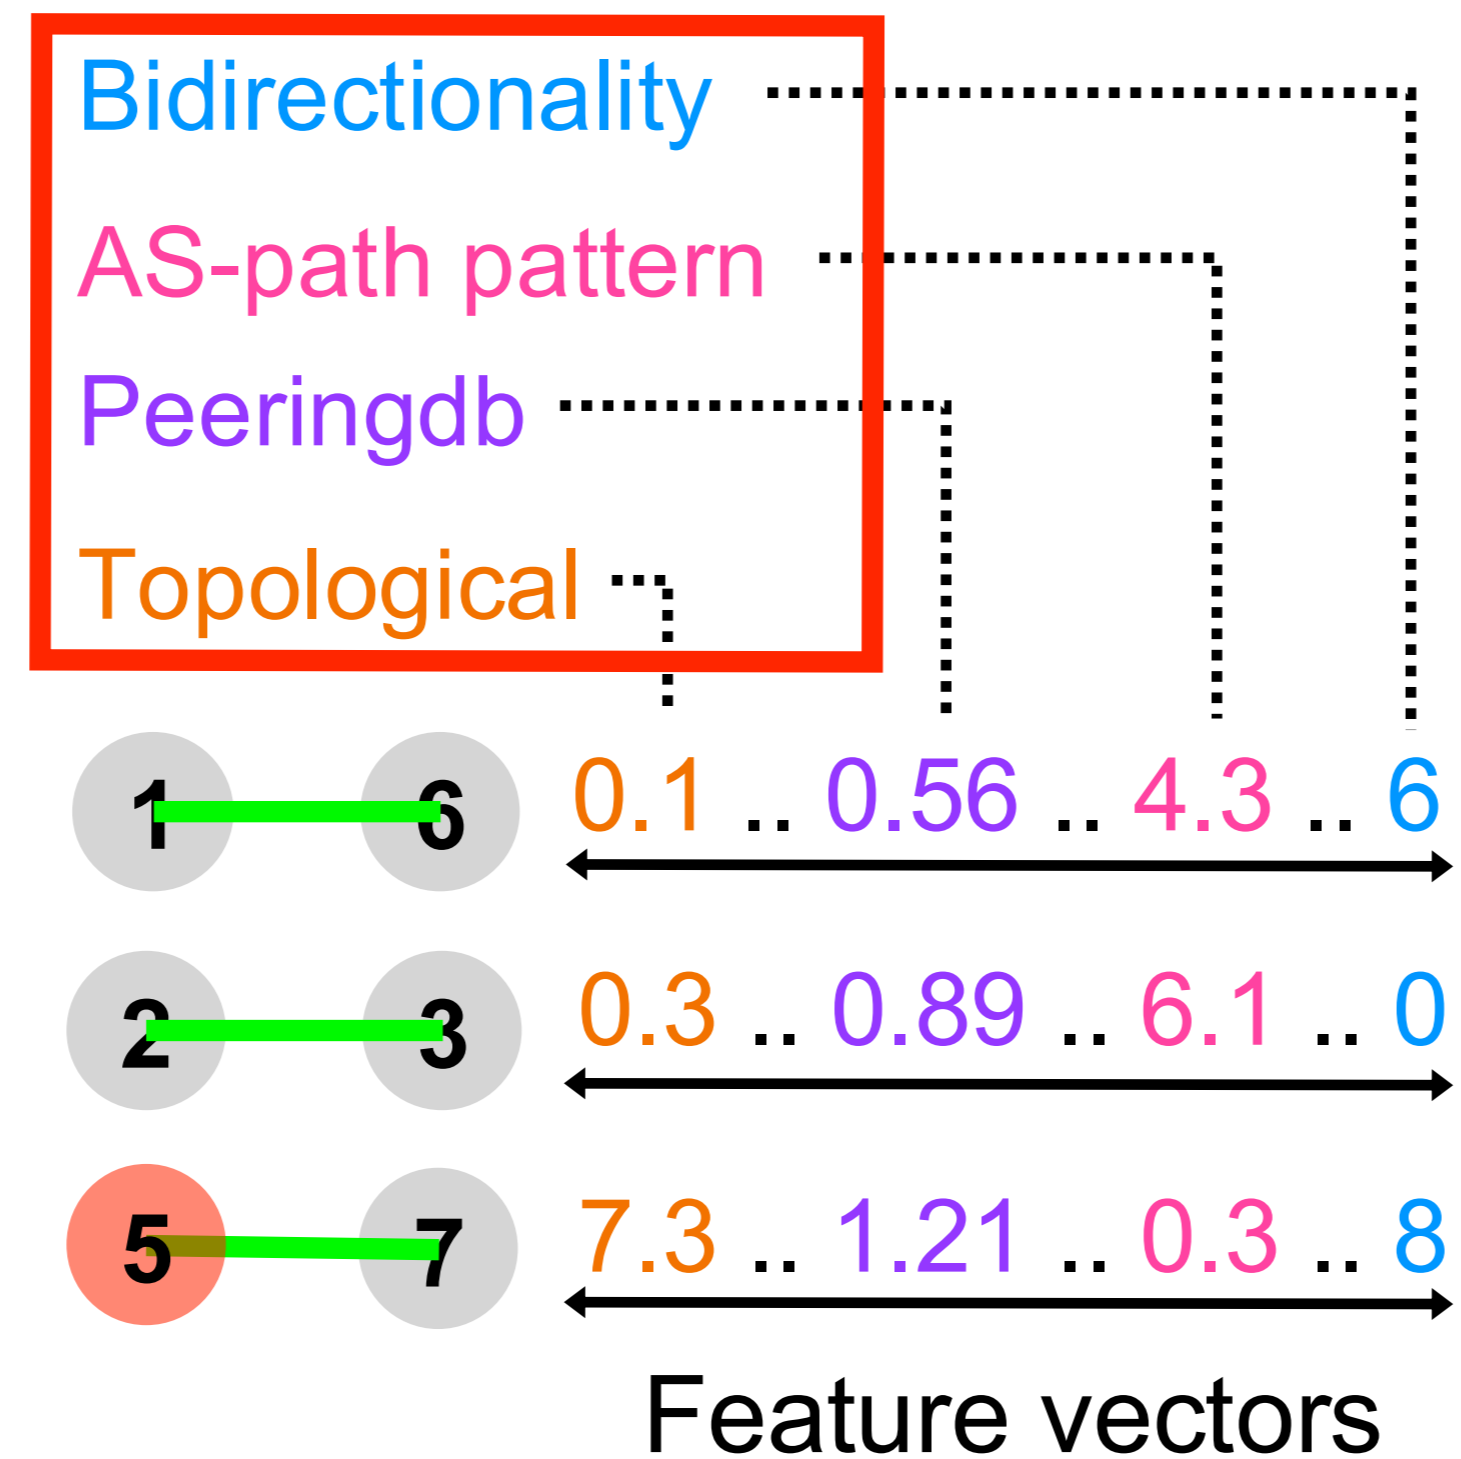 Bidirectionality
AS-path pattern
Peeringdb
Topological
1 6 0.1 .. 0.56 .. 4.3 .. 6
2 3 0.3 .. 0.89 .. 6.1 .. 0
5 7 7.3 .. 1.21 .. 0.3 .. 8
Feature vectors